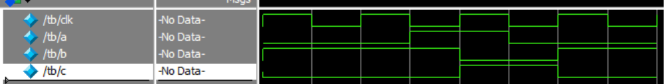 Msgs
/tb/clk -No Data-
/tb/a -No Data-
/tb/b -No Data-
/tb/c -No Data-